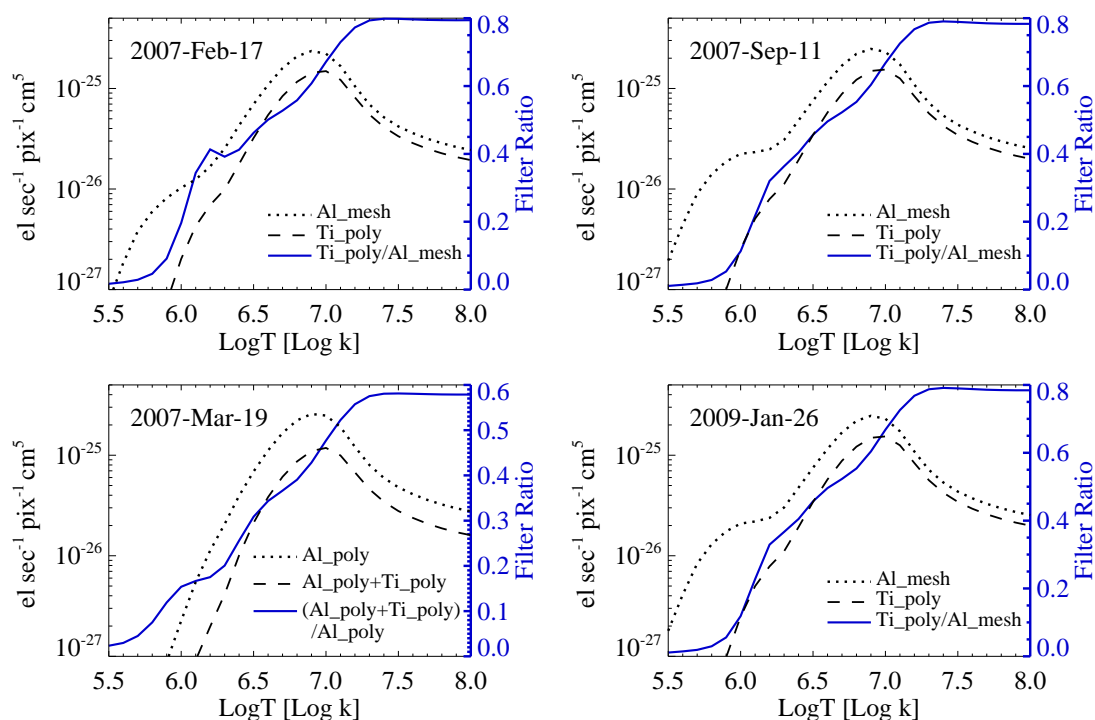 2007-Feb-17
el sec⁻¹ pix⁻¹ cm⁵
10⁻²⁵
10⁻²⁶
10⁻²⁷
Al_mesh
Ti_poly
Ti_poly/Al_mesh
0.8
0.6
0.4
0.2
0.0
Filter Ratio
5.5 6.0 6.5 7.0 7.5 8.0
LogT [Log k]
2007-Sep-11
el sec⁻¹ pix⁻¹ cm⁵
10⁻²⁵
10⁻²⁶
10⁻²⁷
Al_mesh
Ti_poly
Ti_poly/Al_mesh
0.8
0.6
0.4
0.2
0.0
Filter Ratio
5.5 6.0 6.5 7.0 7.5 8.0
LogT [Log k]
2007-Mar-19
el sec⁻¹ pix⁻¹ cm⁵
10⁻²⁵
10⁻²⁶
10⁻²⁷
Al_poly
Al_poly+Ti_poly
(Al_poly+Ti_poly)
/Al_poly
0.6
0.5
0.4
0.3
0.2
0.1
0.0
Filter Ratio
5.5 6.0 6.5 7.0 7.5 8.0
LogT [Log k]
2009-Jan-26
el sec⁻¹ pix⁻¹ cm⁵
10⁻²⁵
10⁻²⁶
10⁻²⁷
Al_mesh
Ti_poly
Ti_poly/Al_mesh
0.8
0.6
0.4
0.2
0.0
Filter Ratio
5.5 6.0 6.5 7.0 7.5 8.0
LogT [Log k]